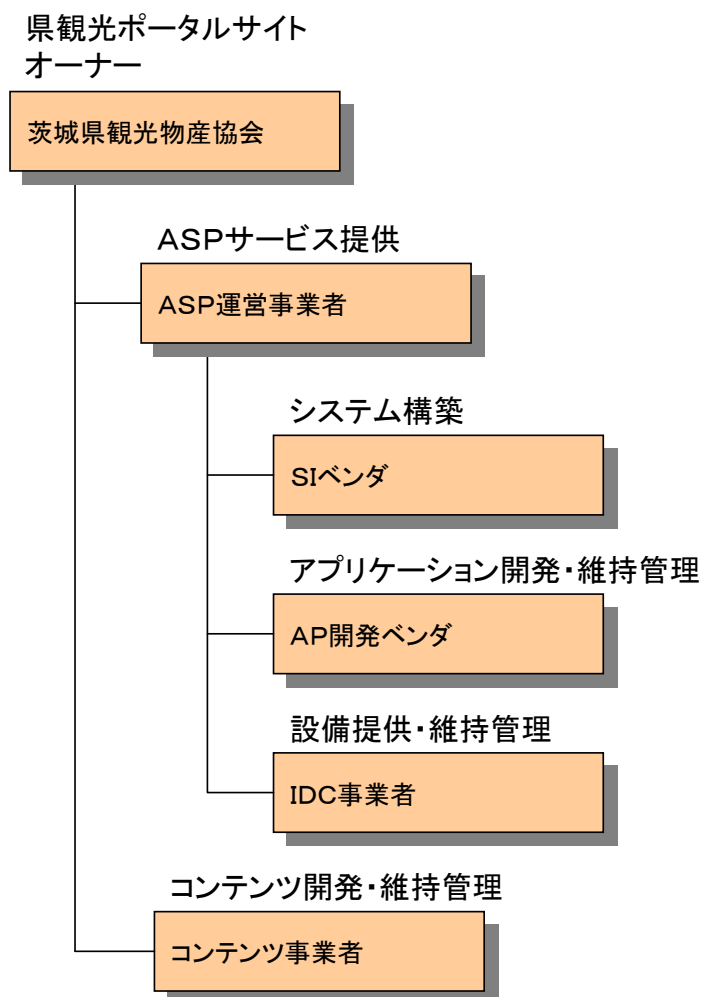 県観光ポータルサイト
オーナー
茨城県観光物産協会
ASPサービス提供
ASP運営事業者
システム構築
SIベンダ
アプリケーション開発・維持管理
AP開発ベンダ
設備提供・維持管理
IDC事業者
コンテンツ開発・維持管理
コンテンツ事業者